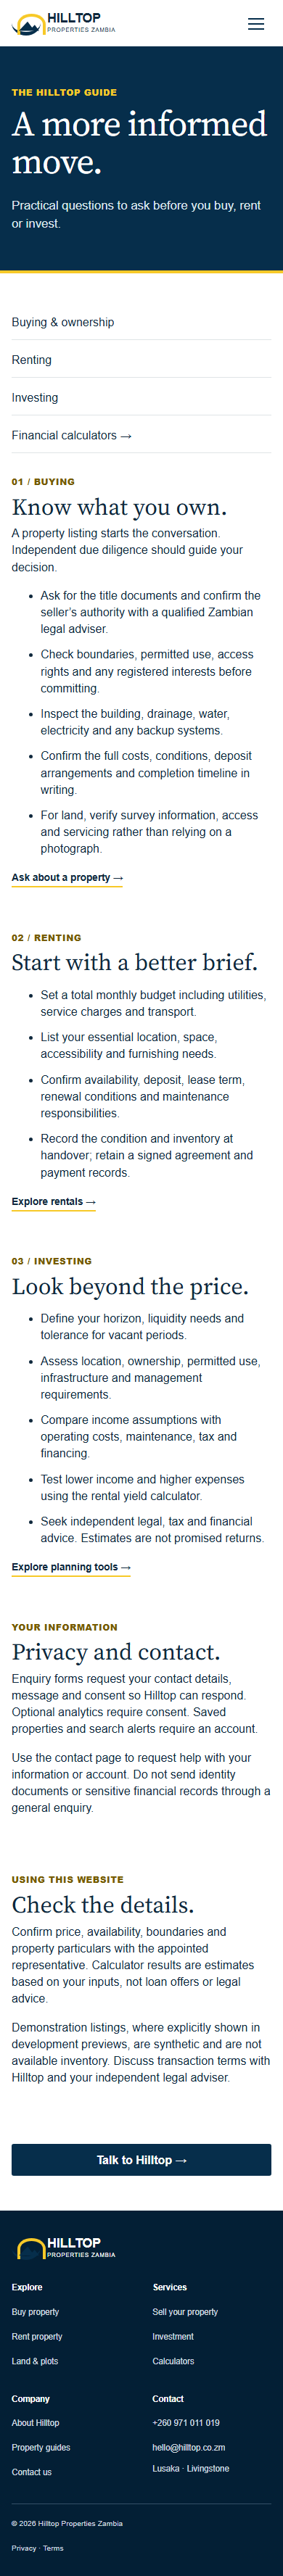 HILLTOP
PROPERTIES ZAMBIA
THE HILLTOP GUIDE
A more informed
move.
Practical questions to ask before you buy, rent
or invest.
Buying & ownership
Renting
Investing
Financial calculators →
01 / BUYING
Know what you own.
A property listing starts the conversation.
Independent due diligence should guide your
decision.
• Ask for the title documents and confirm the
seller’s authority with a qualified Zambian
legal adviser.
• Check boundaries, permitted use, access
rights and any registered interests before
committing.
• Inspect the building, drainage, water,
electricity and any backup systems.
• Confirm the full costs, conditions, deposit
arrangements and completion timeline in
writing.
• For land, verify survey information, access
and servicing rather than relying on a
photograph.
Ask about a property →
02 / RENTING
Start with a better brief.
• Set a total monthly budget including utilities,
service charges and transport.
• List your essential location, space,
accessibility and furnishing needs.
• Confirm availability, deposit, lease term,
renewal conditions and maintenance
responsibilities.
• Record the condition and inventory at
handover; retain a signed agreement and
payment records.
Explore rentals →
03 / INVESTING
Look beyond the price.
• Define your horizon, liquidity needs and
tolerance for vacant periods.
• Assess location, ownership, permitted use,
infrastructure and management
requirements.
• Compare income assumptions with
operating costs, maintenance, tax and
financing.
• Test lower income and higher expenses
using the rental yield calculator.
• Seek independent legal, tax and financial
advice. Estimates are not promised returns.
Explore planning tools →
YOUR INFORMATION
Privacy and contact.
Enquiry forms request your contact details,
message and consent so Hilltop can respond.
Optional analytics require consent. Saved
properties and search alerts require an account.
Use the contact page to request help with your
information or account. Do not send identity
documents or sensitive financial records through a
general enquiry.
USING THIS WEBSITE
Check the details.
Confirm price, availability, boundaries and
property particulars with the appointed
representative. Calculator results are estimates
based on your inputs, not loan offers or legal
advice.
Demonstration listings, where explicitly shown in
development previews, are synthetic and are not
available inventory. Discuss transaction terms with
Hilltop and your independent legal adviser.
Talk to Hilltop →
HILLTOP
PROPERTIES ZAMBIA
Explore
Buy property
Rent property
Land & plots
Services
Sell your property
Investment
Calculators
Company
About Hilltop
Property guides
Contact us
Contact
+260 971 011 019
hello@hilltop.co.zm
Lusaka · Livingstone
© 2026 Hilltop Properties Zambia
Privacy · Terms